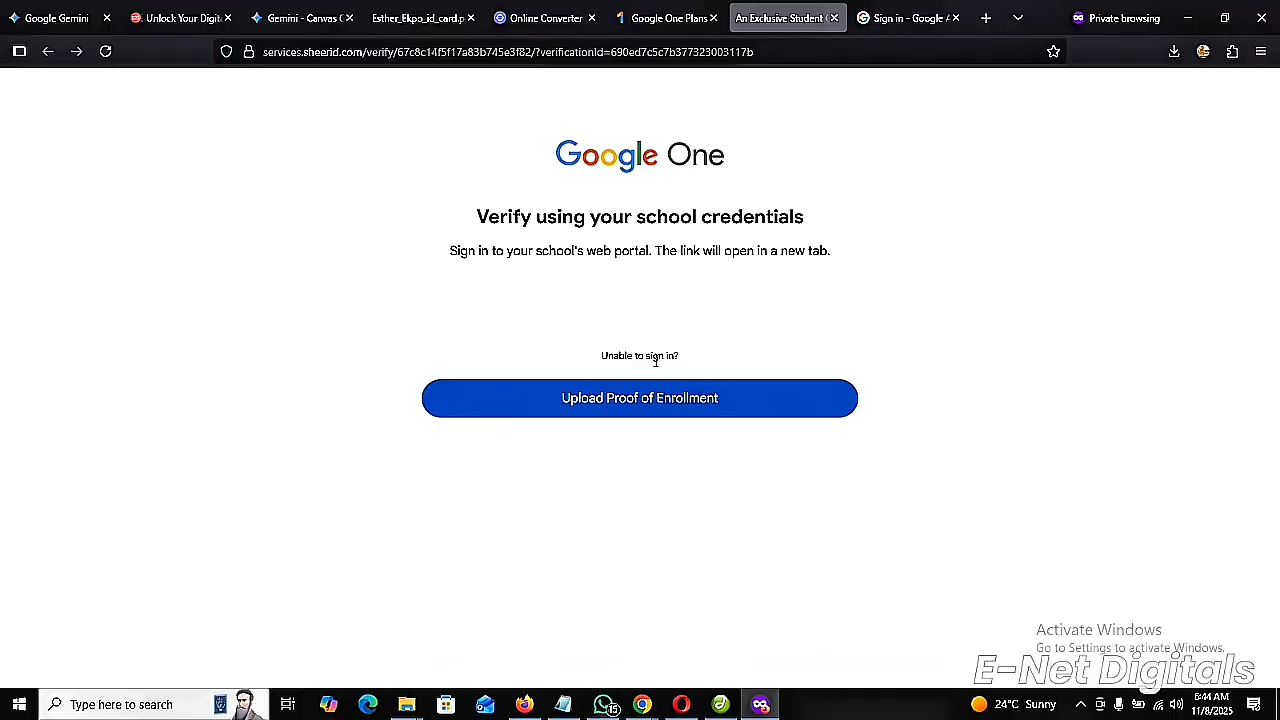 Google Gemini
Unlock Your Digit
Gemini - Canvas C
Esther_Ekpo_id_card.p
Online Converter
Google One Plans
An Exclusive Student
Sign in - Google A
Private browsing
services.sheerid.com/verify/67c8c14f5f17a83b745e3f82/?verificationId=690ed7c5c7b377323003117b
Google One
Verify using your school credentials
Sign in to your school's web portal. The link will open in a new tab.
Unable to sign in?
Upload Proof of Enrollment
Activate Windows
Go to Settings to activate Windows.
E-Net Digitals
Type here to search
15
24°C Sunny
8:44 AM
11/8/2025